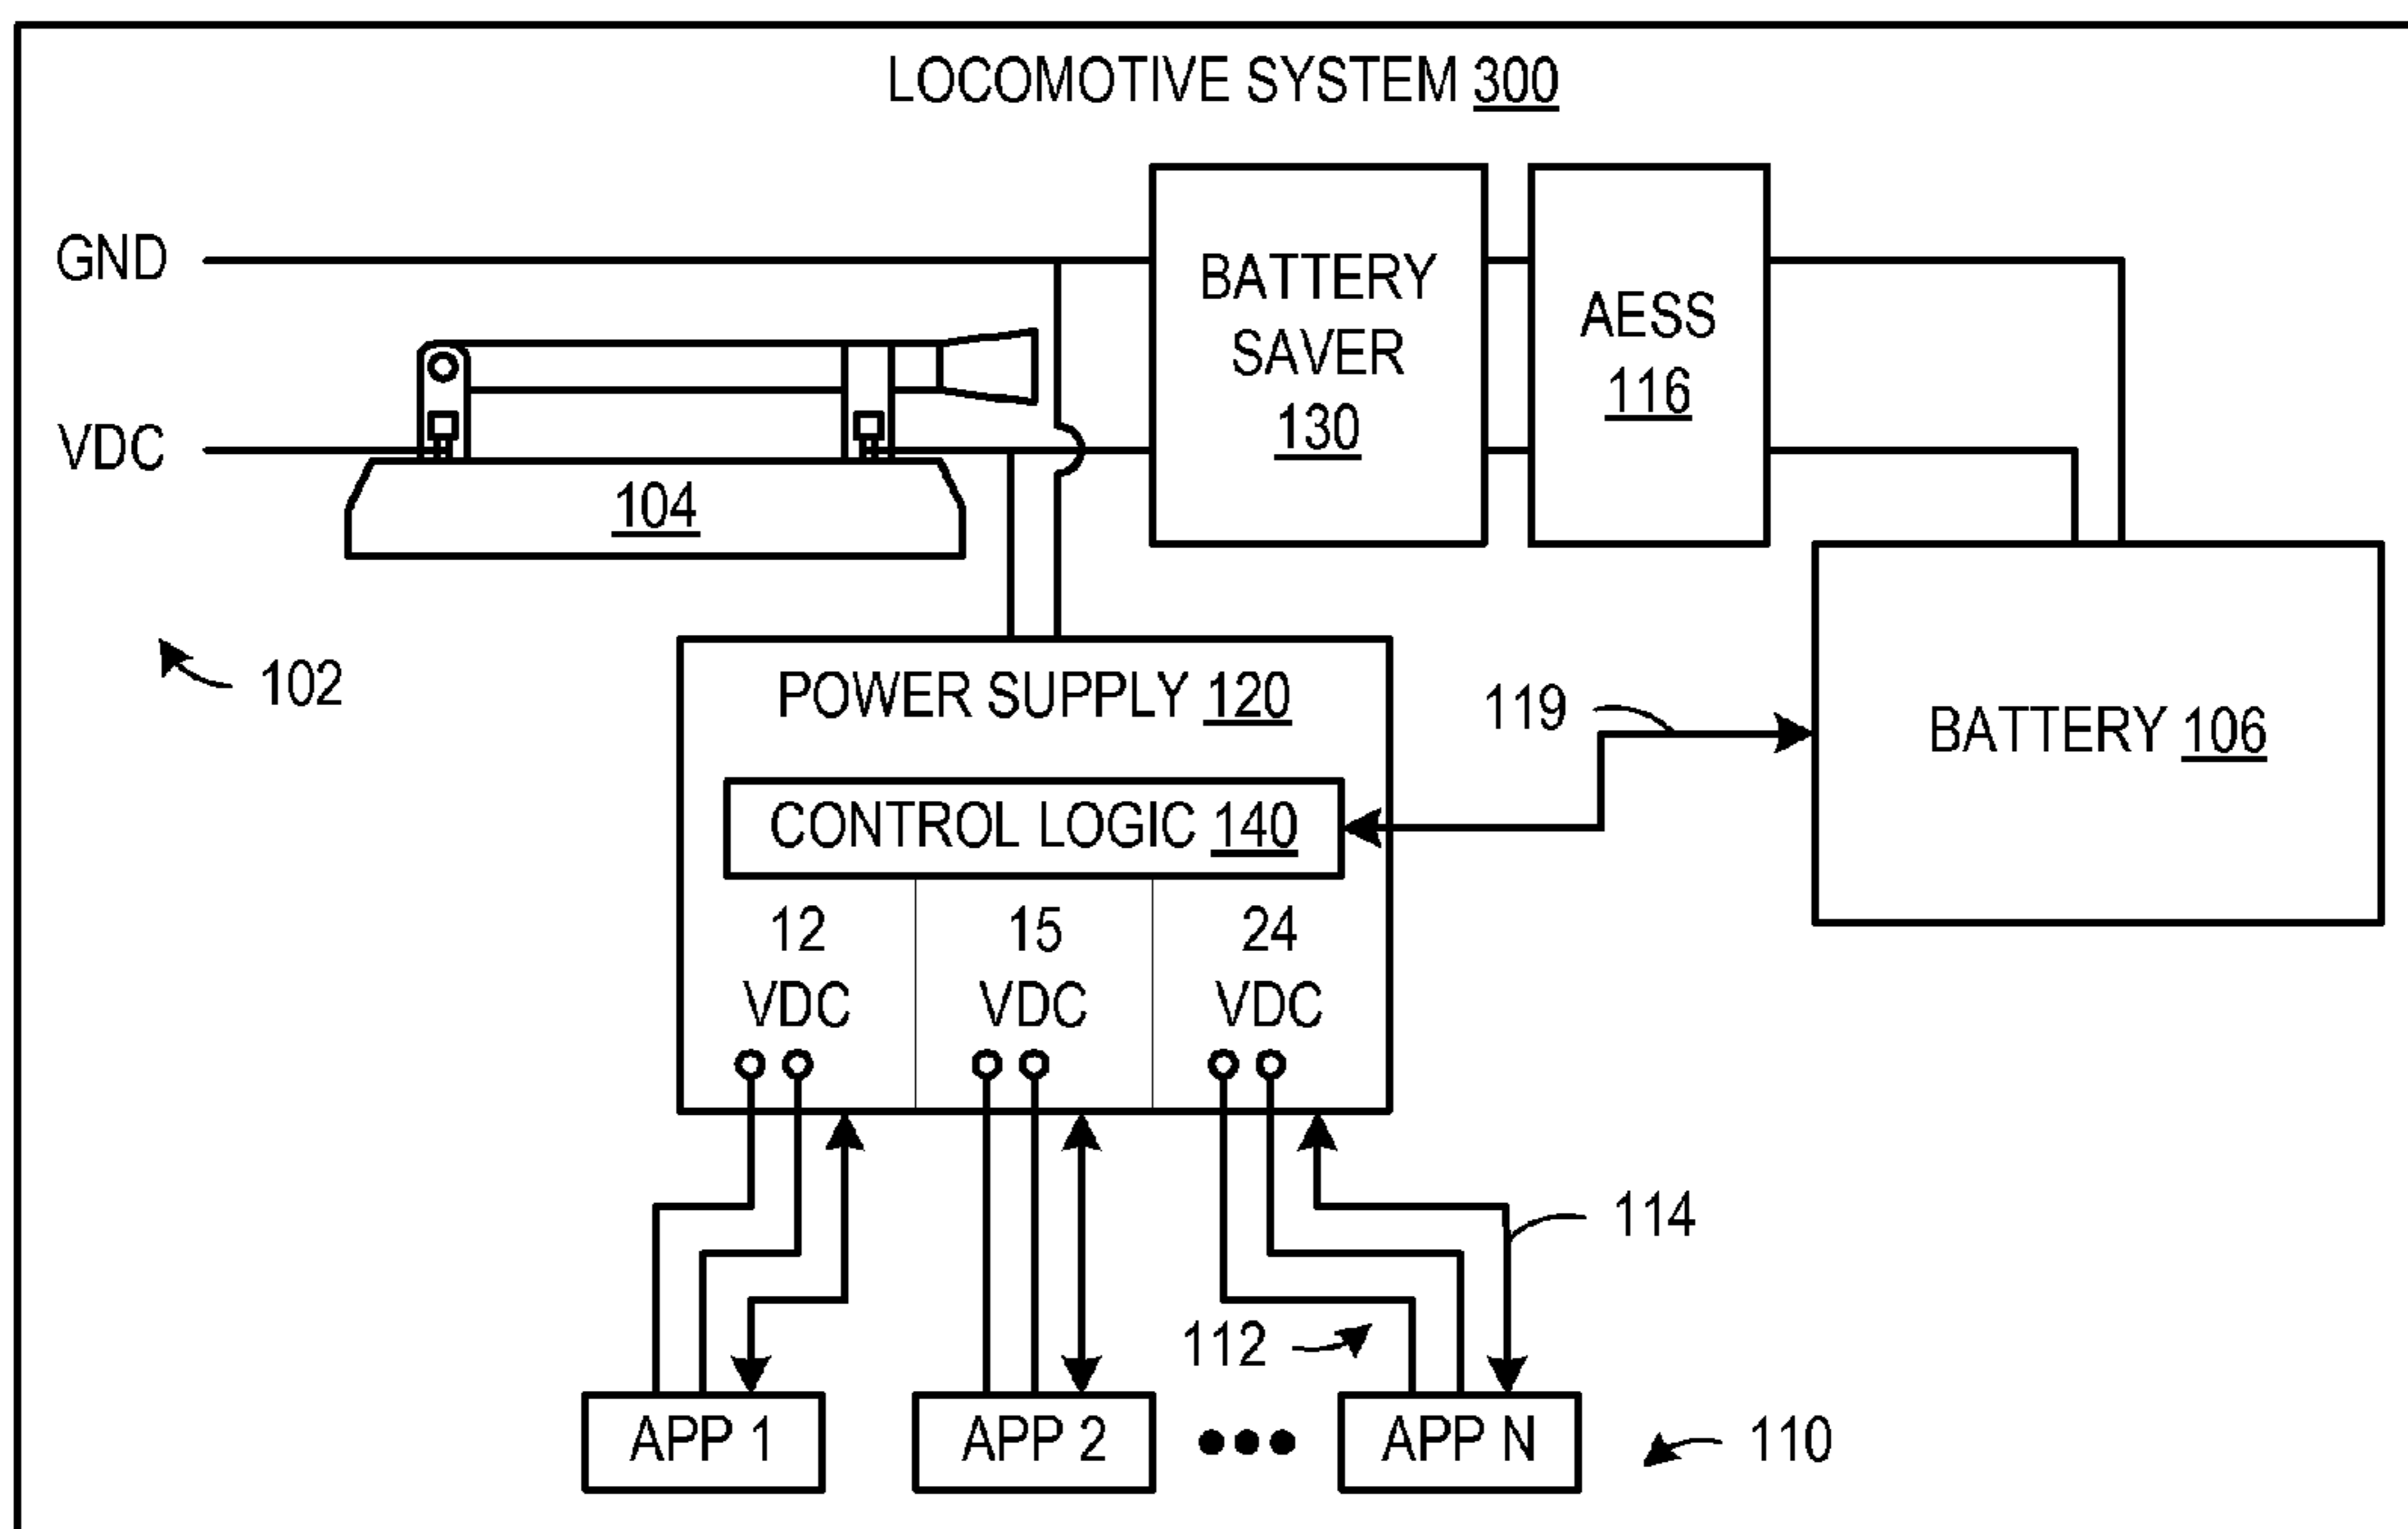 LOCOMOTIVE SYSTEM 300
GND
BATTERY
SAVER
130
AESS
116
VDC
104
102
POWER SUPPLY 120
119
BATTERY 106
CONTROL LOGIC 140
12
VDC
15
VDC
24
VDC
114
112
APP 1
APP 2
APP N
110